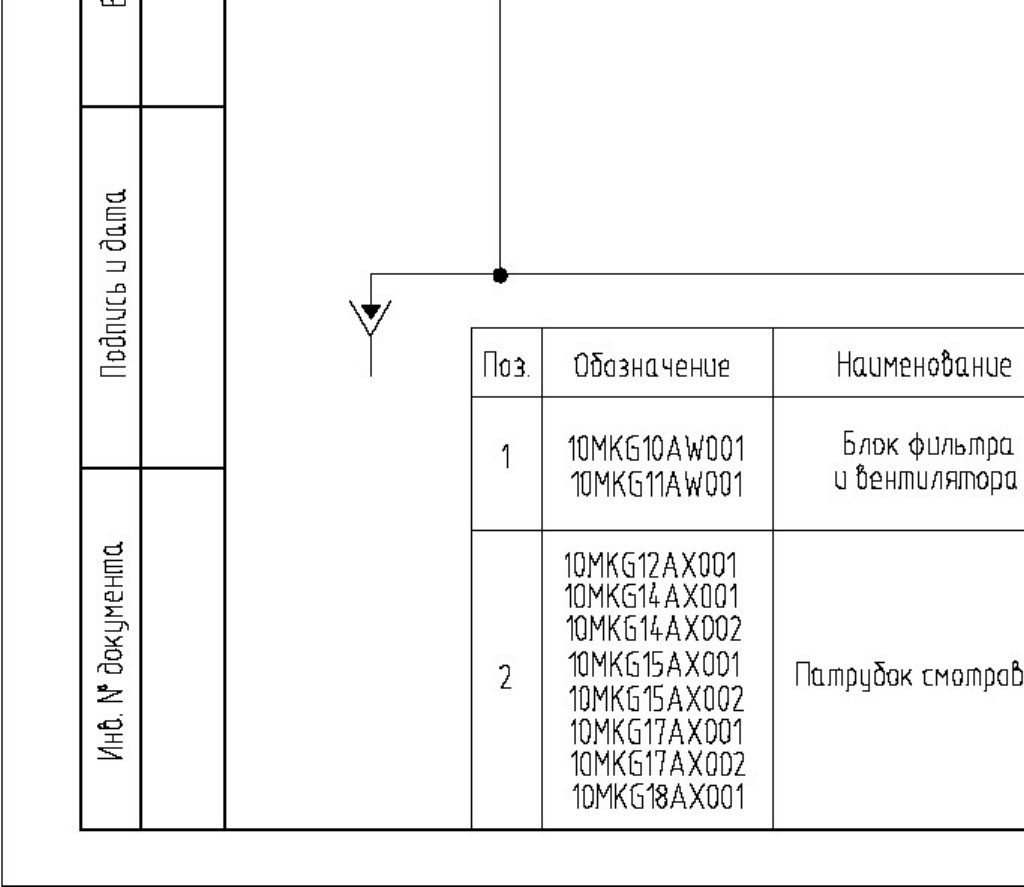 Подпись и дата
Инв. № документа
Поз. Обозначение Наименование
1
10MKG10AW001
10MKG11AW001
Блок фильтра
и вентилятора
2
10MKG12AX001
10MKG14AX001
10MKG14AX002
10MKG15AX001
10MKG15AX002
10MKG17AX001
10MKG17AX002
10MKG18AX001
Патрубок смотров